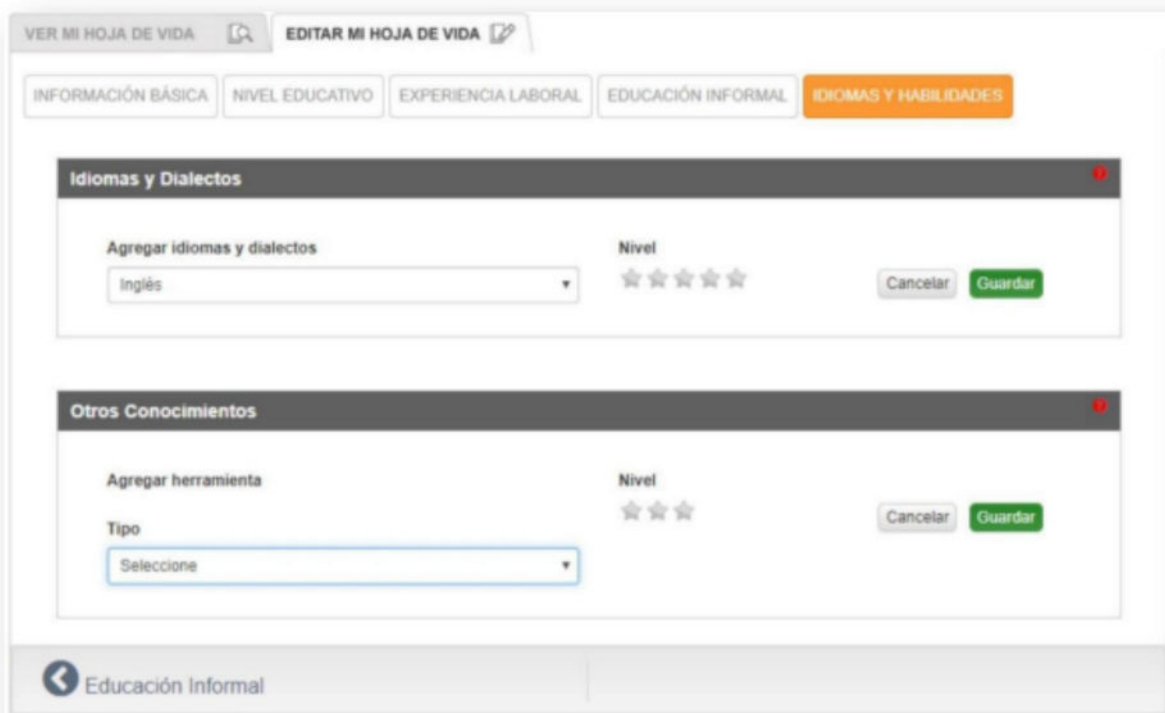 VER MI HOJA DE VIDA
EDITAR MI HOJA DE VIDA
INFORMACIÓN BÁSICA
NIVEL EDUCATIVO
EXPERIENCIA LABORAL
EDUCACIÓN INFORMAL
IDIOMAS Y HABILIDADES
Idiomas y Dialectos
Agregar idiomas y dialectos
Nivel
Inglés
Cancelar
Guardar
Otros Conocimientos
Agregar herramienta
Nivel
Cancelar
Guardar
Tipo
Seleccione
Educación Informal